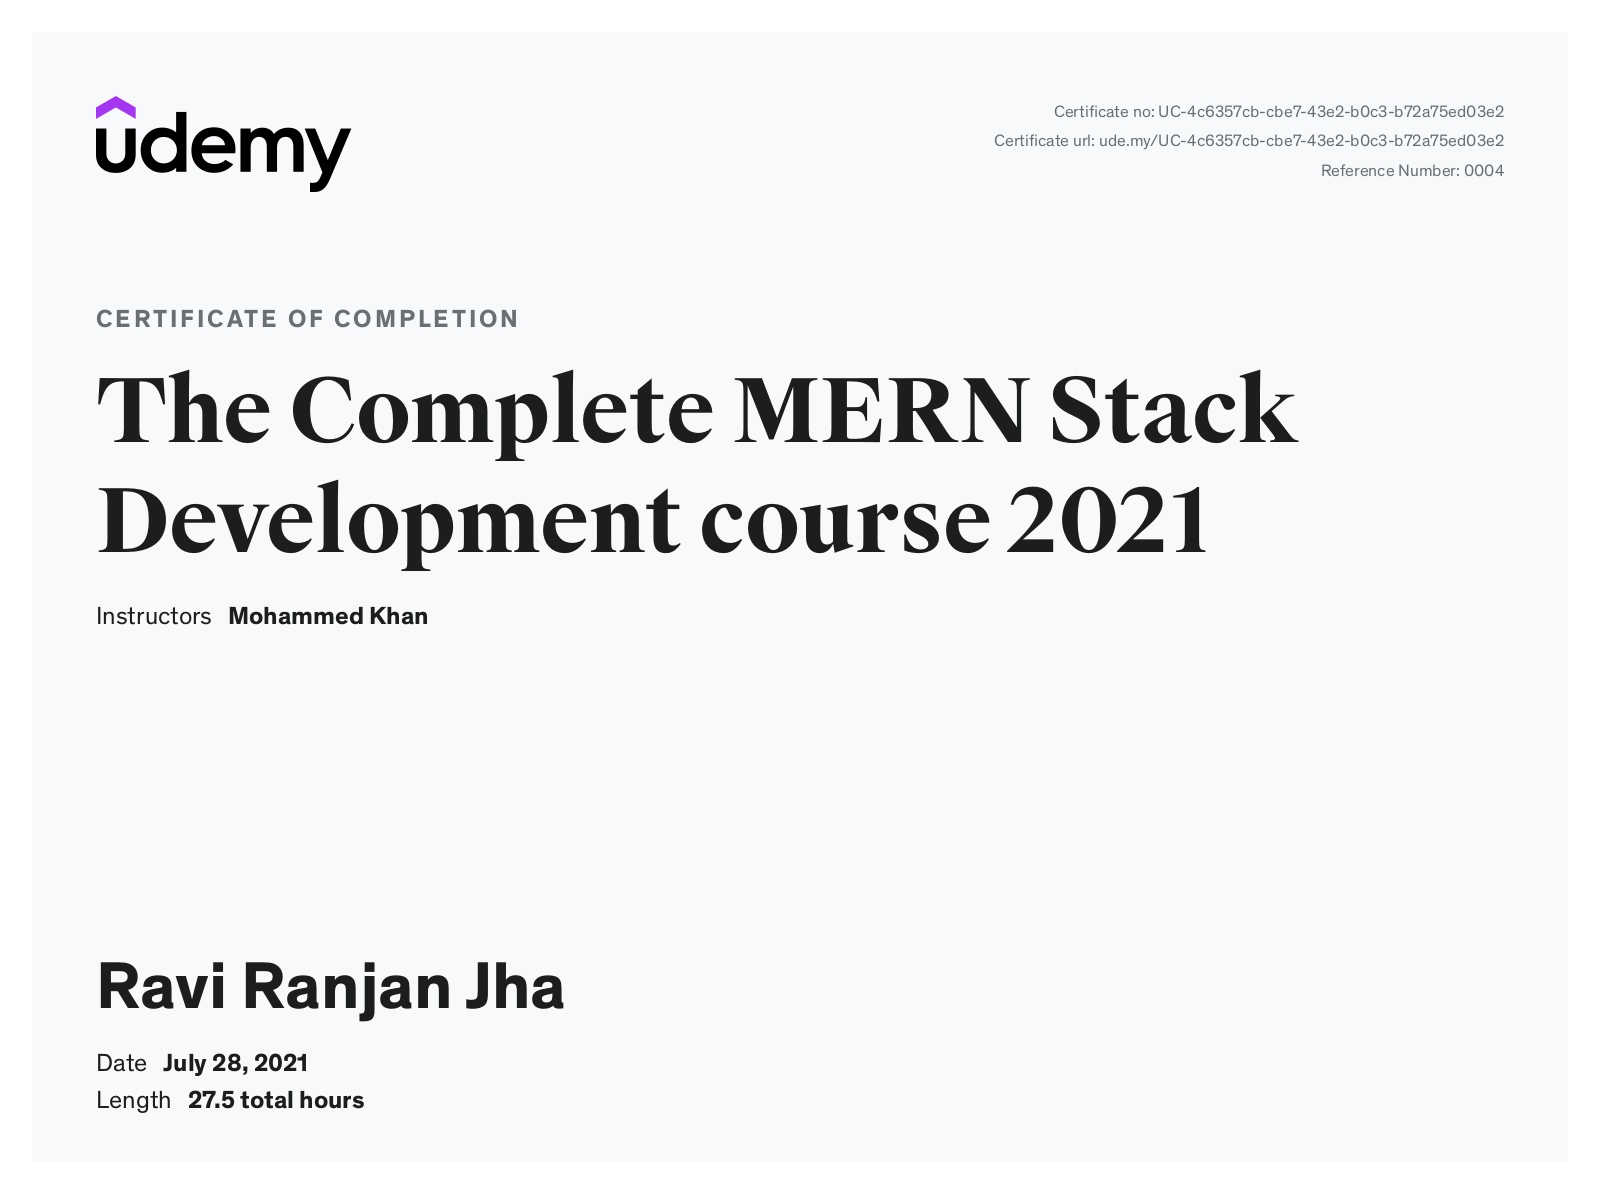 udemy
Certificate no: UC-4c6357cb-cbe7-43e2-b0c3-b72a75ed03e2
Certificate url: ude.my/UC-4c6357cb-cbe7-43e2-b0c3-b72a75ed03e2
Reference Number: 0004
CERTIFICATE OF COMPLETION
The Complete MERN Stack
Development course 2021
Instructors Mohammed Khan
Ravi Ranjan Jha
Date July 28, 2021
Length 27.5 total hours